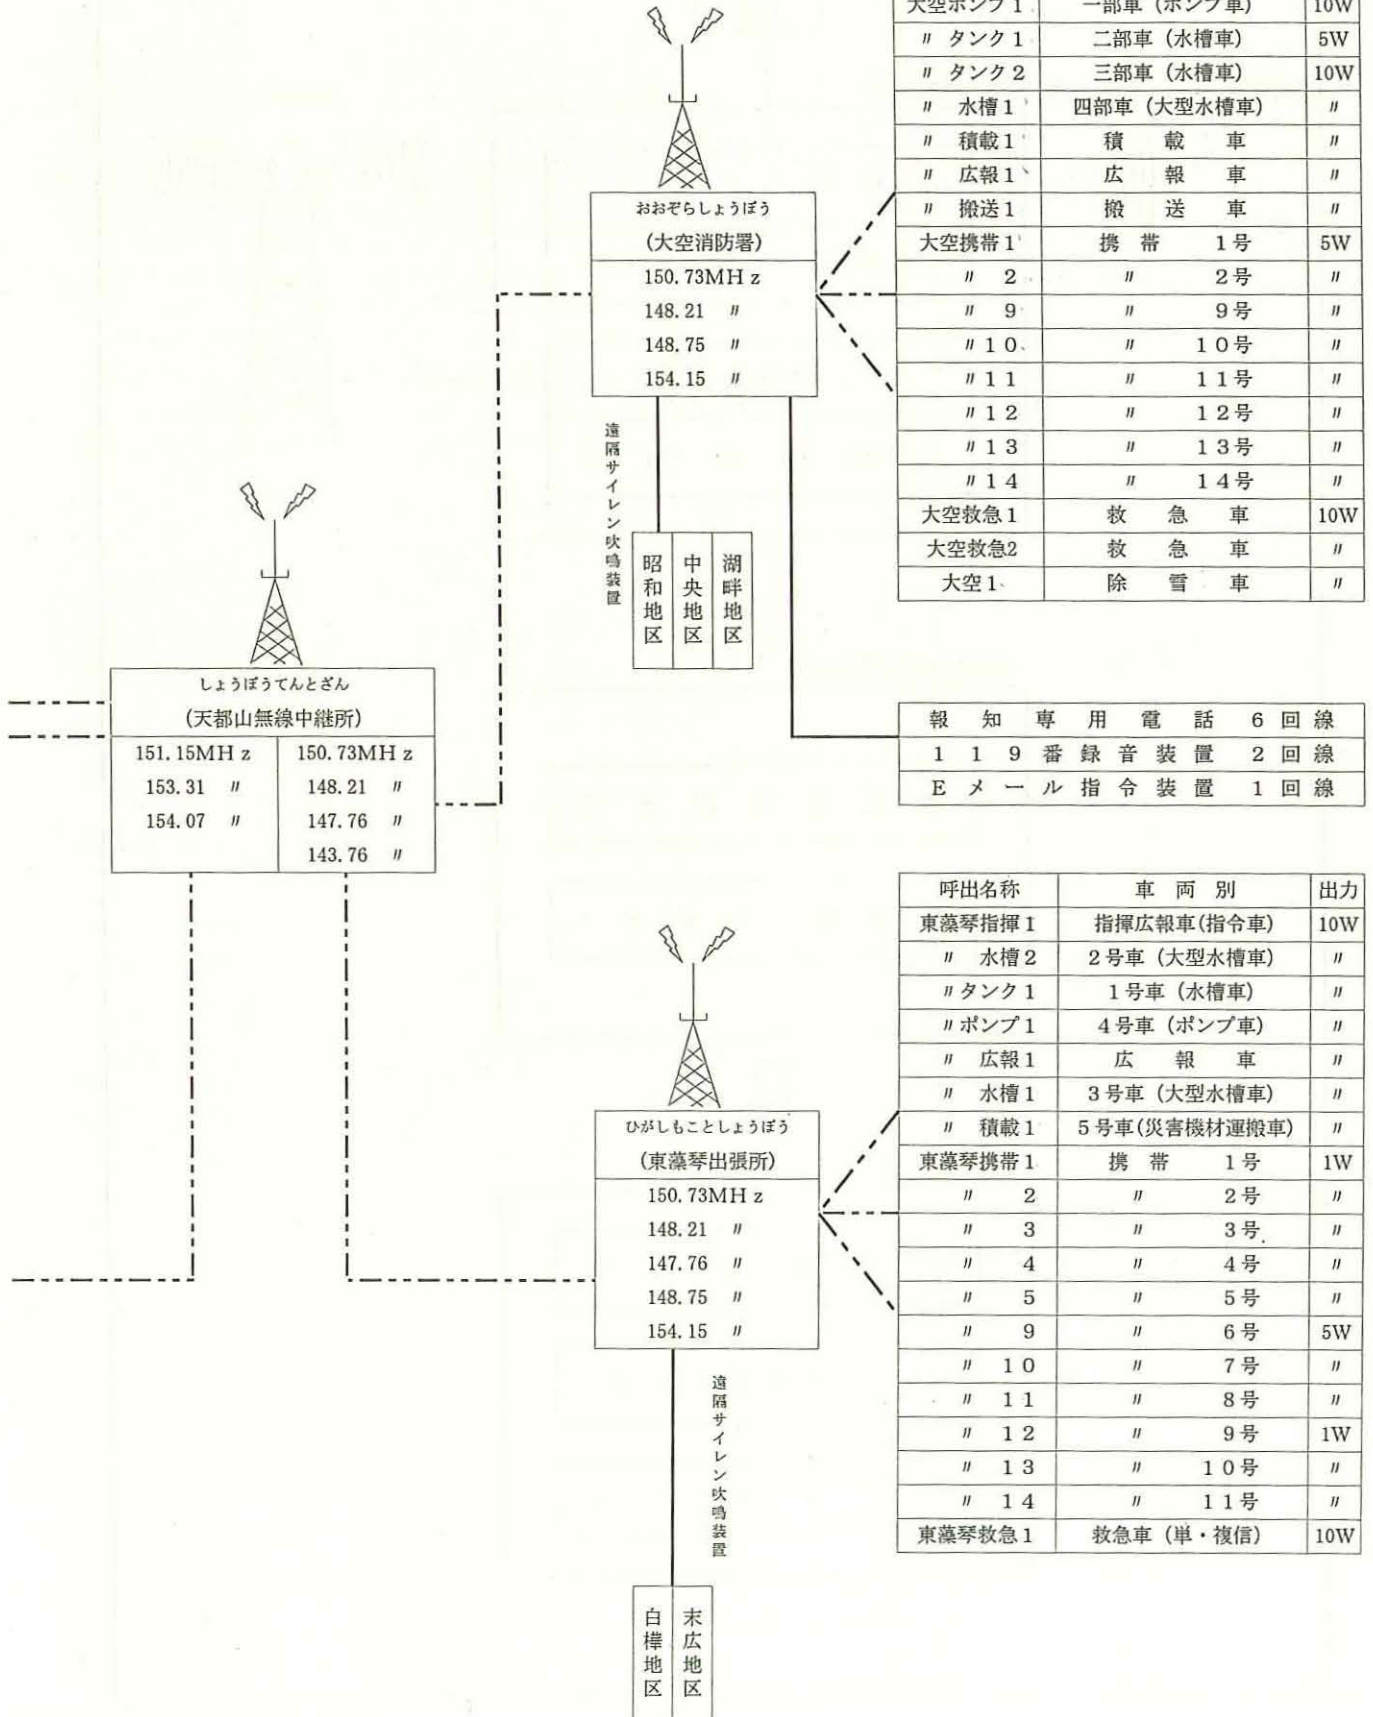 大空ポンプ1 一部車（ポンプ車） 10W
〃 タンク1 二部車（水槽車） 5W
〃 タンク2 三部車（水槽車） 10W
〃 水槽1 四部車（大型水槽車） 〃
〃 積載1 積載車 〃
〃 広報1 広報車 〃
〃 搬送1 搬送車 〃
大空携帯1 携帯 1号 5W
〃 2 〃 2号 〃
〃 9 〃 9号 〃
〃10 〃 10号 〃
〃11 〃 11号 〃
〃12 〃 12号 〃
〃13 〃 13号 〃
〃14 〃 14号 〃
大空救急1 救急車 10W
大空救急2 救急車 〃
大空1 除雪車 〃
おおぞらしょうぼう
(大空消防署)
150.73MHz
148.21 〃
148.75 〃
154.15 〃
遠隔サイレン吹鳴装置
昭和地区
中央地区
湖畔地区
しょうぼうてんとざん
(天都山無線中継所)
151.15MHz 150.73MHz
153.31 〃 148.21 〃
154.07 〃 147.76 〃
143.76 〃
報知専用電話 6回線
119番録音装置 2回線
Eメール指令装置 1回線
呼出名称 車両別 出力
東藻琴指揮1 指揮広報車(指令車) 10W
〃 水槽2 2号車（大型水槽車） 〃
〃タンク1 1号車（水槽車） 〃
〃ポンプ1 4号車（ポンプ車） 〃
〃 広報1 広報車 〃
〃 水槽1 3号車（大型水槽車） 〃
〃 積載1 5号車(災害機材運搬車) 〃
東藻琴携帯1 携帯 1号 1W
〃 2 〃 2号 〃
〃 3 〃 3号 〃
〃 4 〃 4号 〃
〃 5 〃 5号 〃
〃 9 〃 6号 5W
〃 10 〃 7号 〃
〃 11 〃 8号 〃
〃 12 〃 9号 1W
〃 13 〃 10号 〃
〃 14 〃 11号 〃
東藻琴救急1 救急車（単・複信） 10W
ひがしもことしょうぼう
(東藻琴出張所)
150.73MHz
148.21 〃
147.76 〃
148.75 〃
154.15 〃
遠隔サイレン吹鳴装置
白樺地区
末広地区